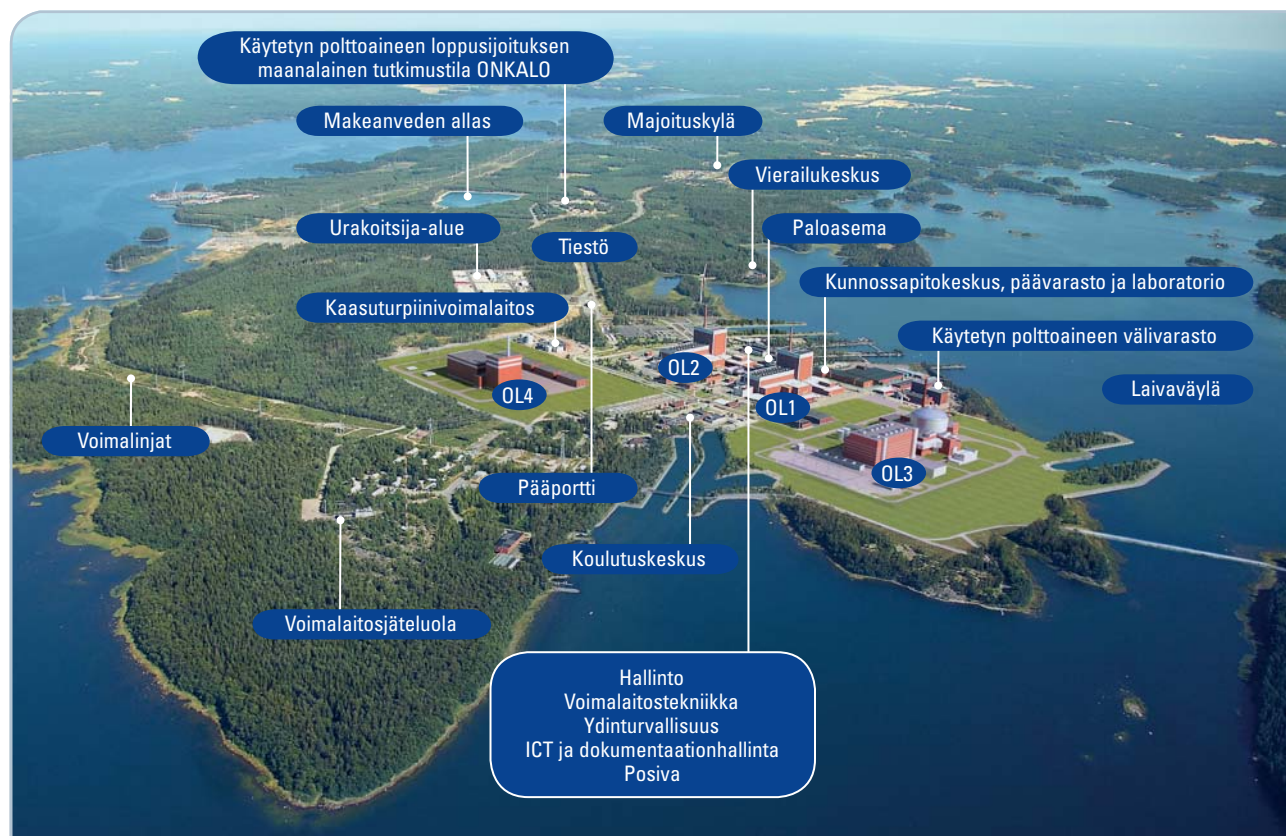 Käytetyn polttoaineen loppusijoituksen
maanalainen tutkimustila ONKALO
Makeanveden allas
Majoituskylä
Vierailukeskus
Urakoitsija-alue
Tiestö
Paloasema
Kunnossapitokeskus, päävarasto ja laboratorio
Kaasuturpiinivoimalaitos
Käytetyn polttoaineen välivarasto
OL2
OL4
OL1
Laivaväylä
Voimalinjat
OL3
Pääportti
Koulutuskeskus
Voimalaitosjäteluola
Hallinto
Voimalaitostekniikka
Ydinturvallisuus
ICT ja dokumentaationhallinta
Posiva